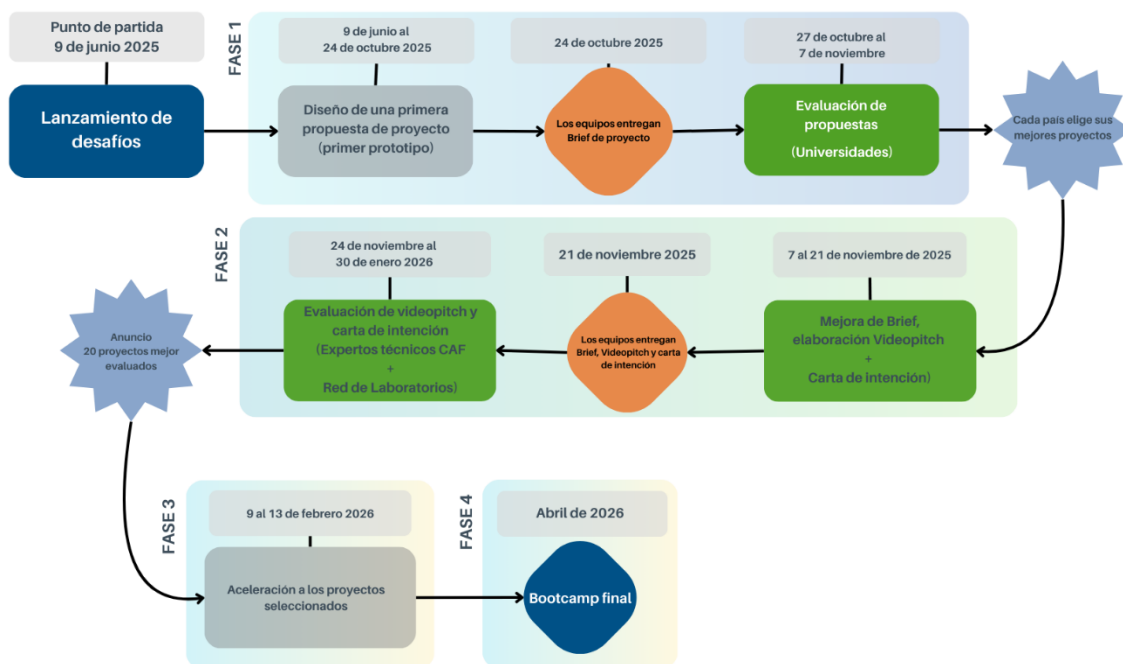 Punto de partida
9 de junio 2025
Lanzamiento de
desafíos
FASE 1
9 de junio al
24 de octubre 2025
Diseño de una primera
propuesta de proyecto
(primer prototipo)
24 de octubre 2025
Los equipos entregan
Brief de proyecto
27 de octubre al
7 de noviembre
Evaluación de
propuestas
(Universidades)
Cada país elige sus
mejores proyectos
FASE 2
7 al 21 de noviembre de 2025
Mejora de Brief,
elaboración Videopitch
+
Carta de intención)
21 de noviembre 2025
Los equipos entregan
Brief, Videopitch y carta
de intención
24 de noviembre al
30 de enero 2026
Evaluación de videopitch y
carta de intención
(Expertos técnicos CAF
+
Red de Laboratorios)
Anuncio
20 proyectos mejor
evaluados
FASE 3
9 al 13 de febrero 2026
Aceleración a los proyectos
seleccionados
FASE 4
Abril de 2026
Bootcamp final